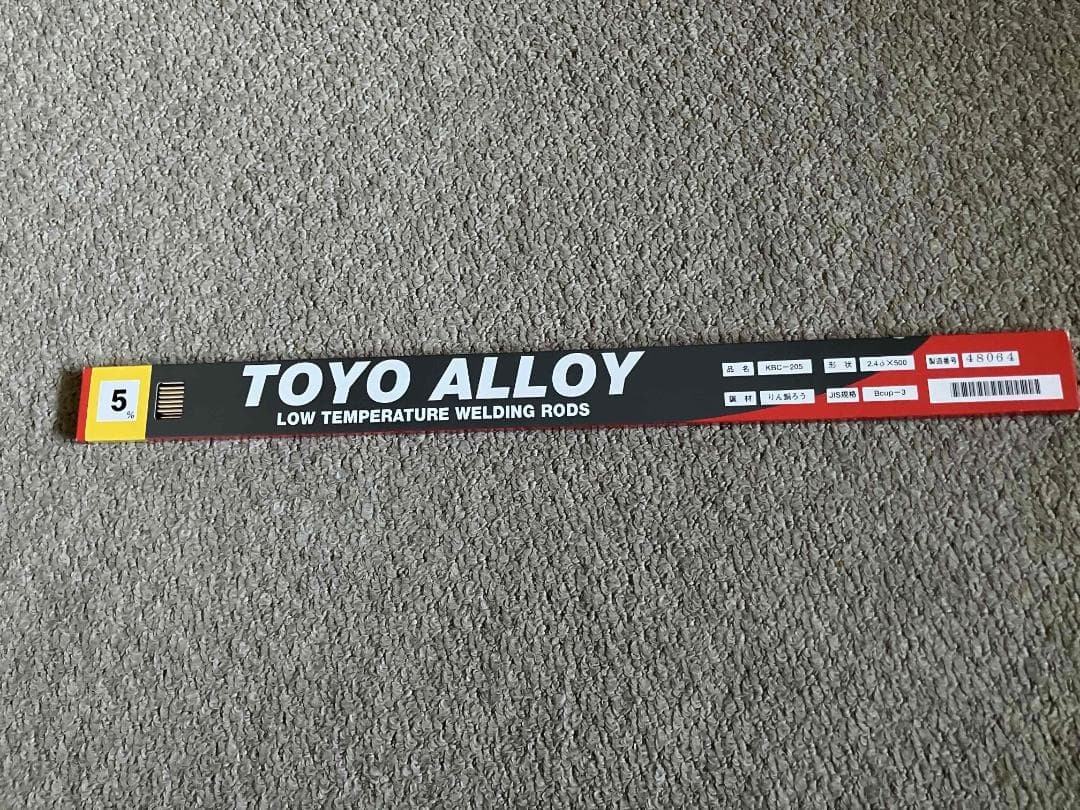 5%
TOYO ALLOY
LOW TEMPERATURE WELDING RODS
品名 KBC-205 形状 2.4φ×500 製造番号 48064
鑞材 りん銅ろう JIS規格 Bcup-3